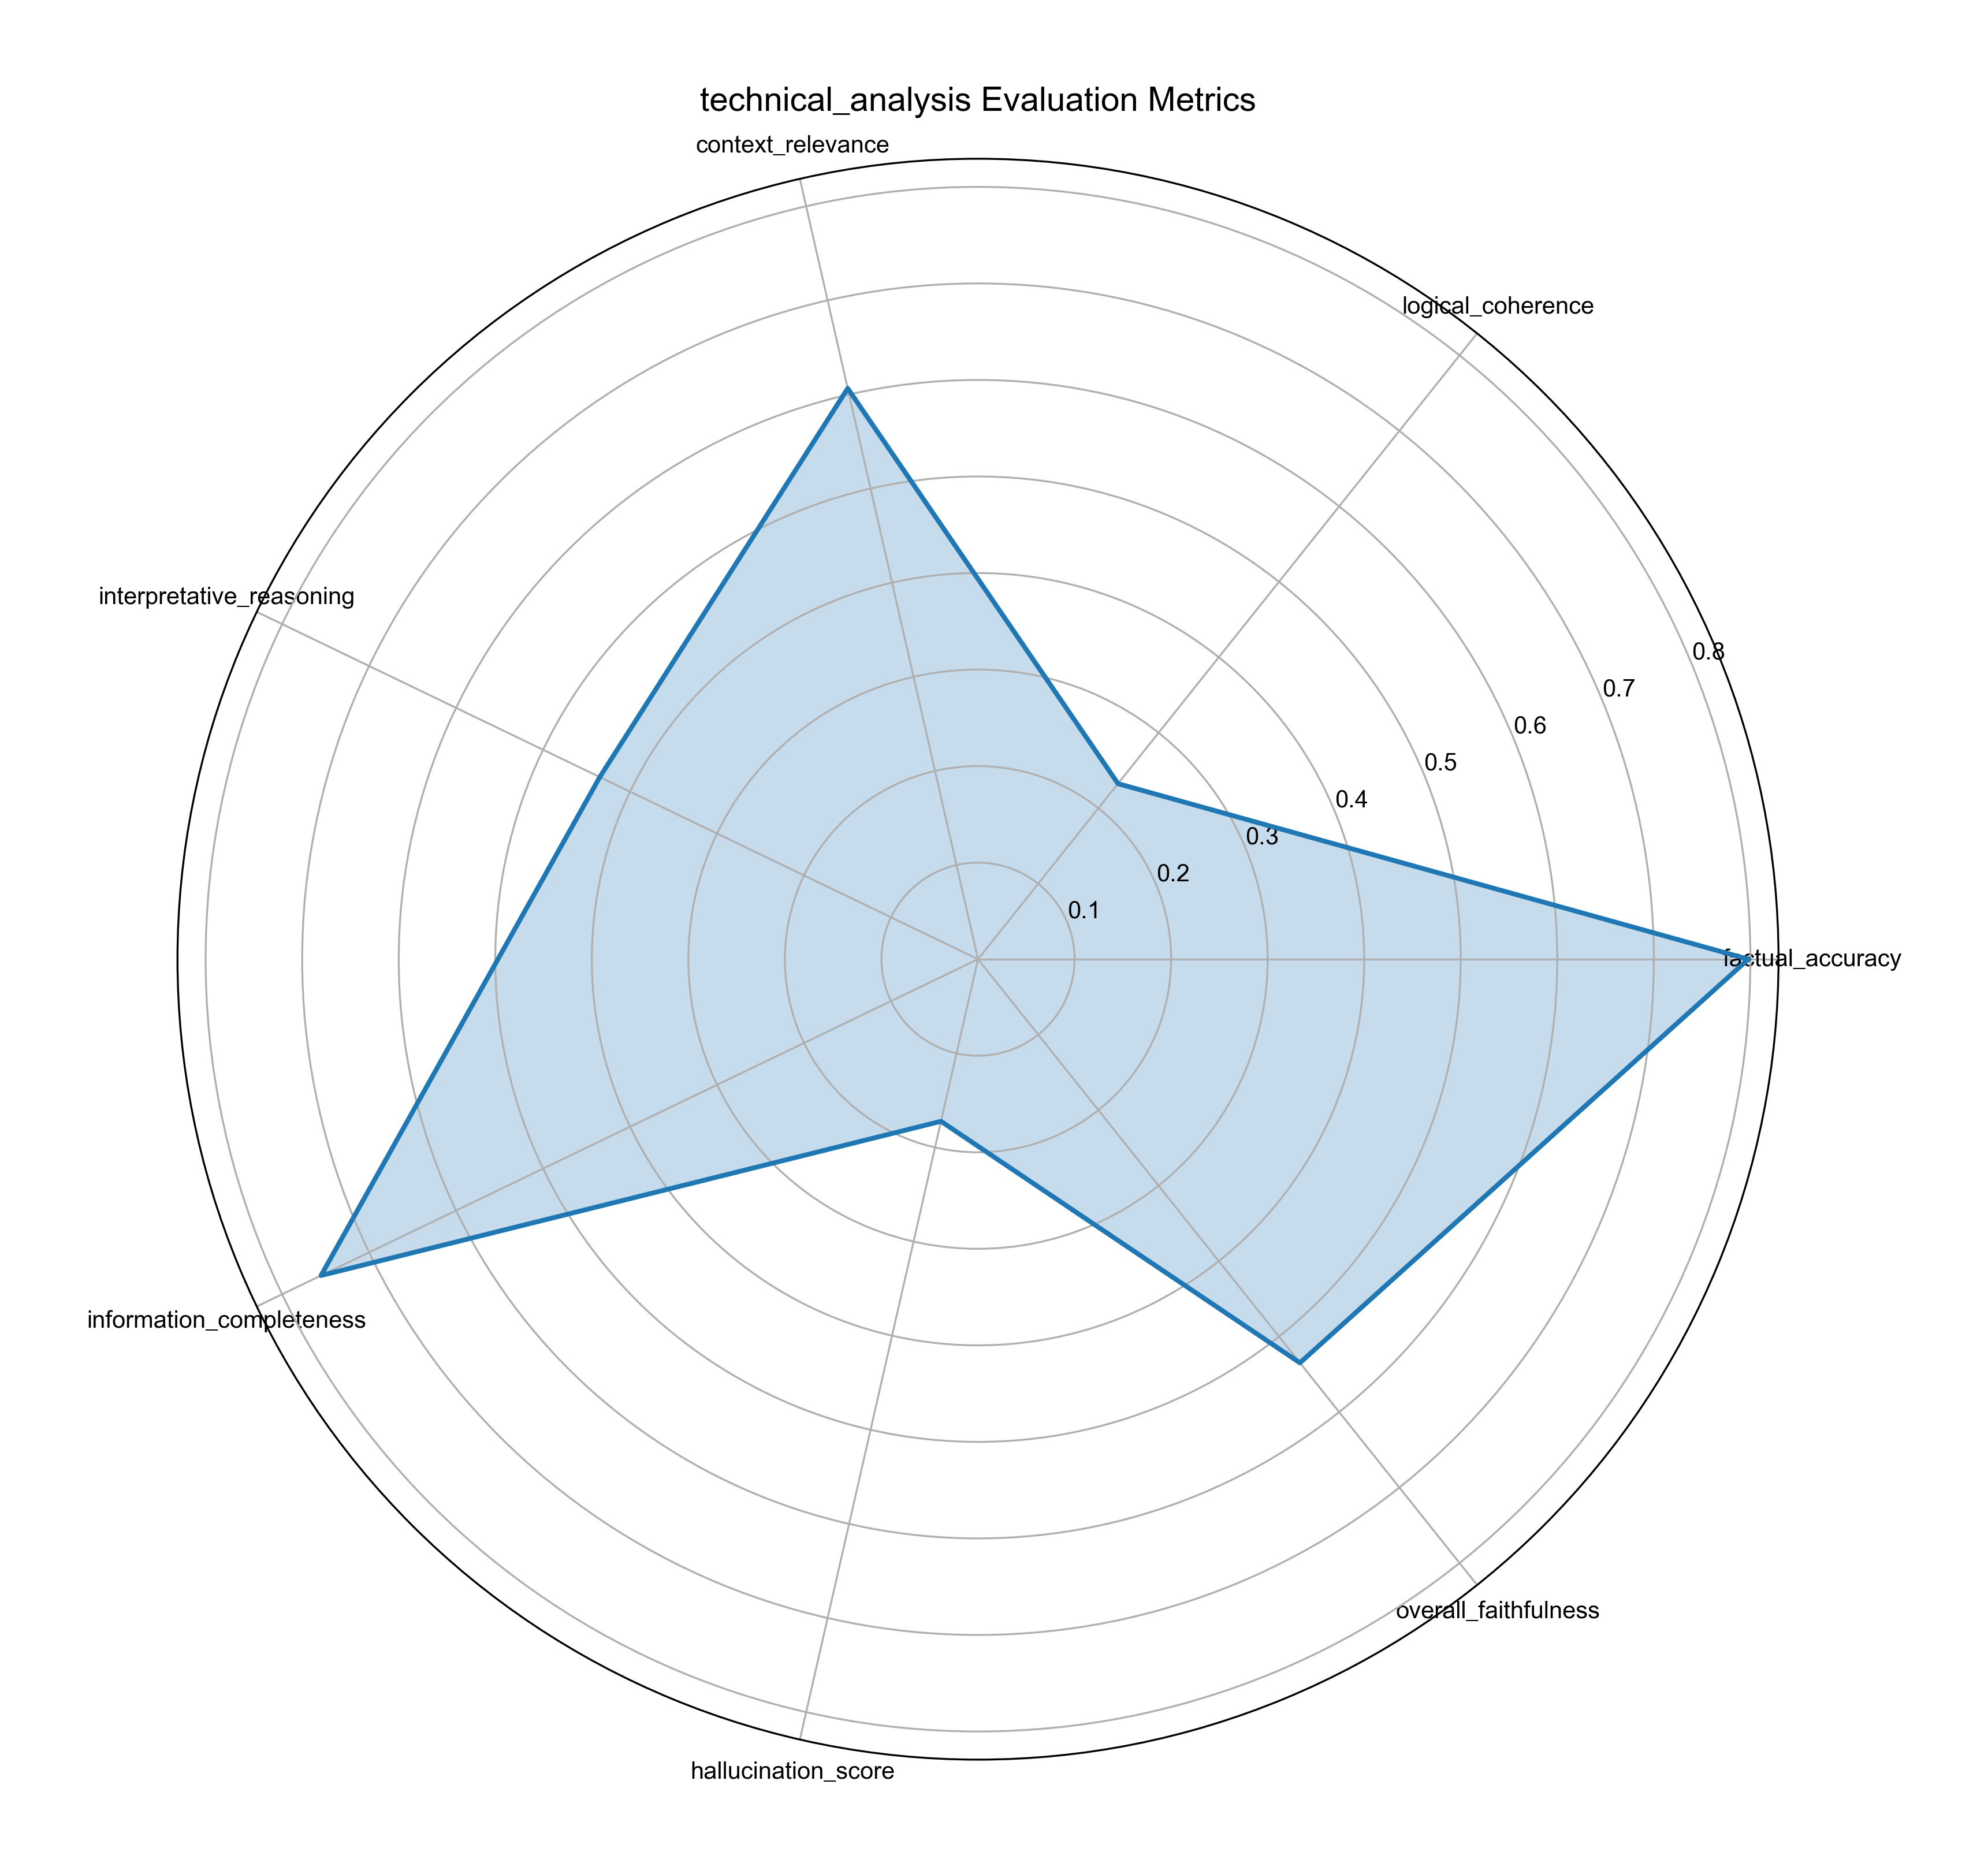 technical_analysis Evaluation Metrics
context_relevance
logical_coherence
interpretative_reasoning
0.8
0.7
0.6
0.5
0.4
0.3
0.2
0.1
factual_accuracy
information_completeness
overall_faithfulness
hallucination_score